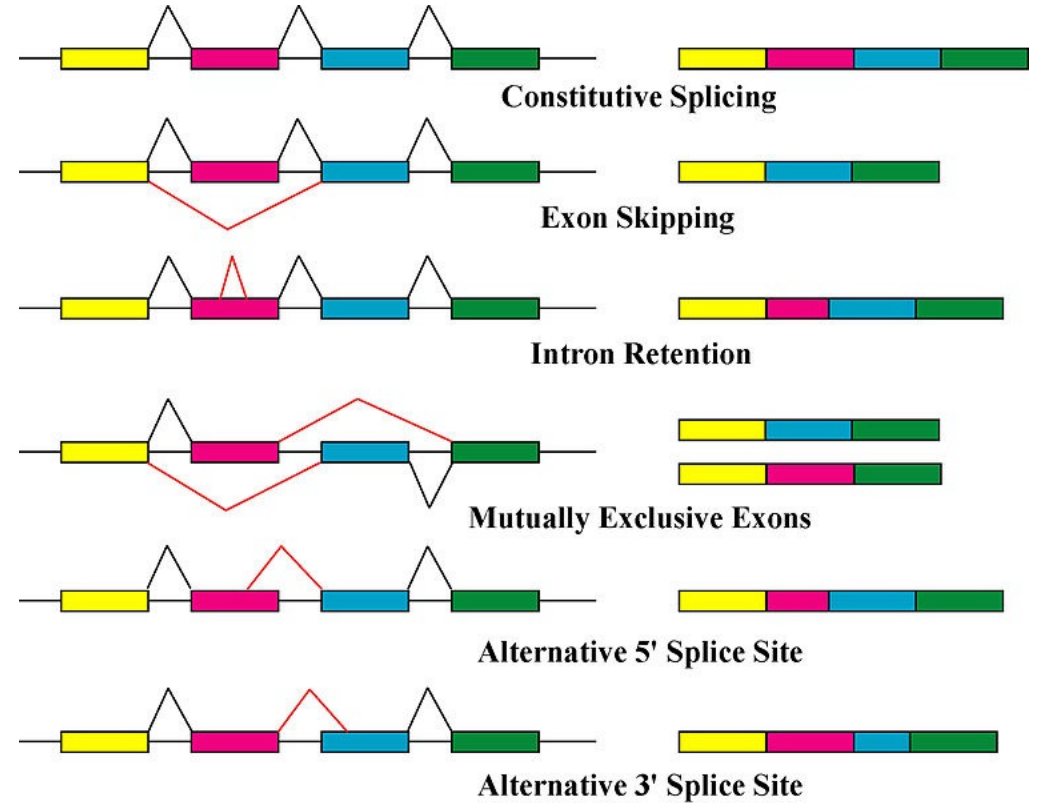 Constitutive Splicing
Exon Skipping
Intron Retention
Mutually Exclusive Exons
Alternative 5' Splice Site
Alternative 3' Splice Site